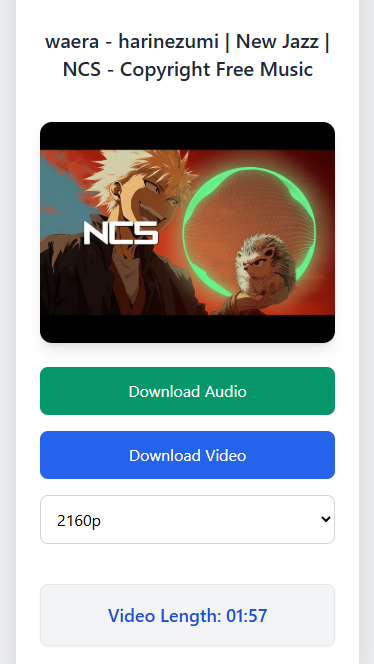 waera - harinezumi | New Jazz |
NCS - Copyright Free Music
NCS
Download Audio
Download Video
2160p
Video Length: 01:57